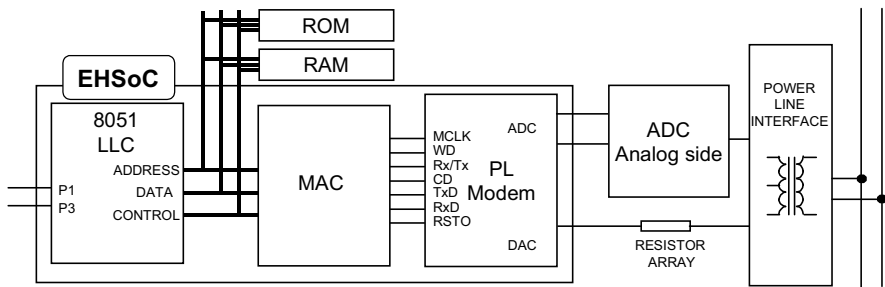 ROM
RAM
EHSoC
8051
LLC
ADDRESS
DATA
CONTROL
P1
P3
MAC
MCLK
WD
Rx/Tx
CD
TxD
RxD
RSTO
PL
Modem
ADC
DAC
ADC
Analog side
RESISTOR
ARRAY
POWER
LINE
INTERFACE